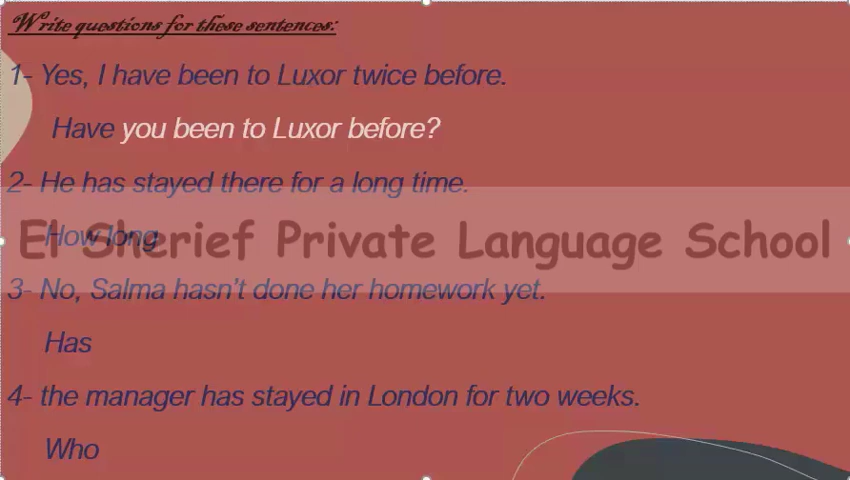 Write questions for these sentences:
1- Yes, I have been to Luxor twice before.
Have you been to Luxor before?
2- He has stayed there for a long time.
How long
El Sherief Private Language School
3- No, Salma hasn't done her homework yet.
Has
4- the manager has stayed in London for two weeks.
Who